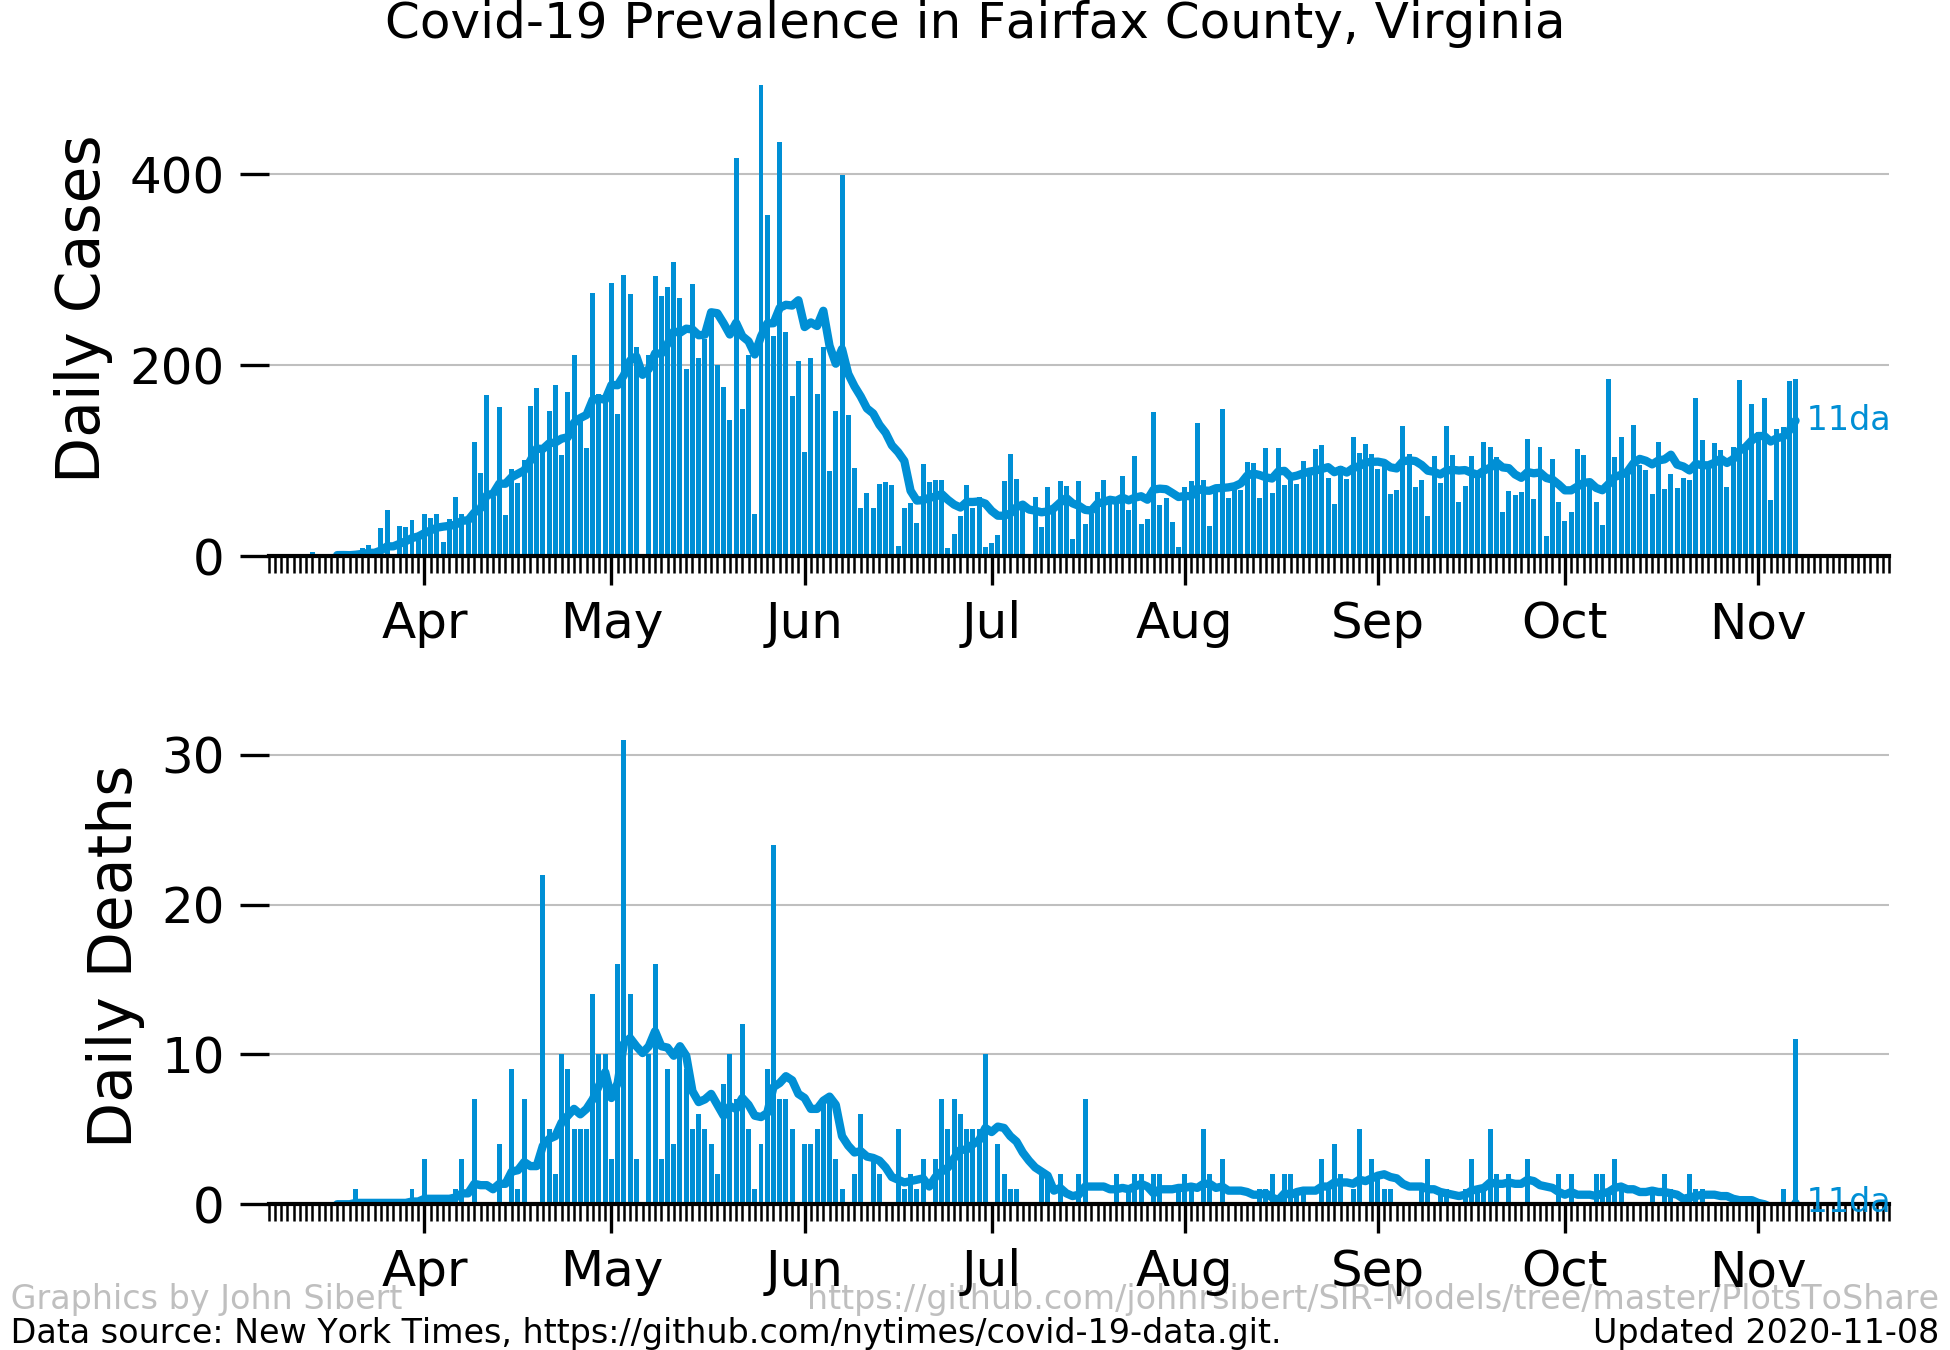 Covid-19 Prevalence in Fairfax County, Virginia
Daily Cases
400
200
0
11da
Apr May Jun Jul Aug Sep Oct Nov
Daily Deaths
30
20
10
0
11da
Apr May Jun Jul Aug Sep Oct Nov
Graphics by John Sibert https://github.com/johnrsibert/SIR-Models/tree/master/PlotsToShare
Data source: New York Times, https://github.com/nytimes/covid-19-data.git. Updated 2020-11-08